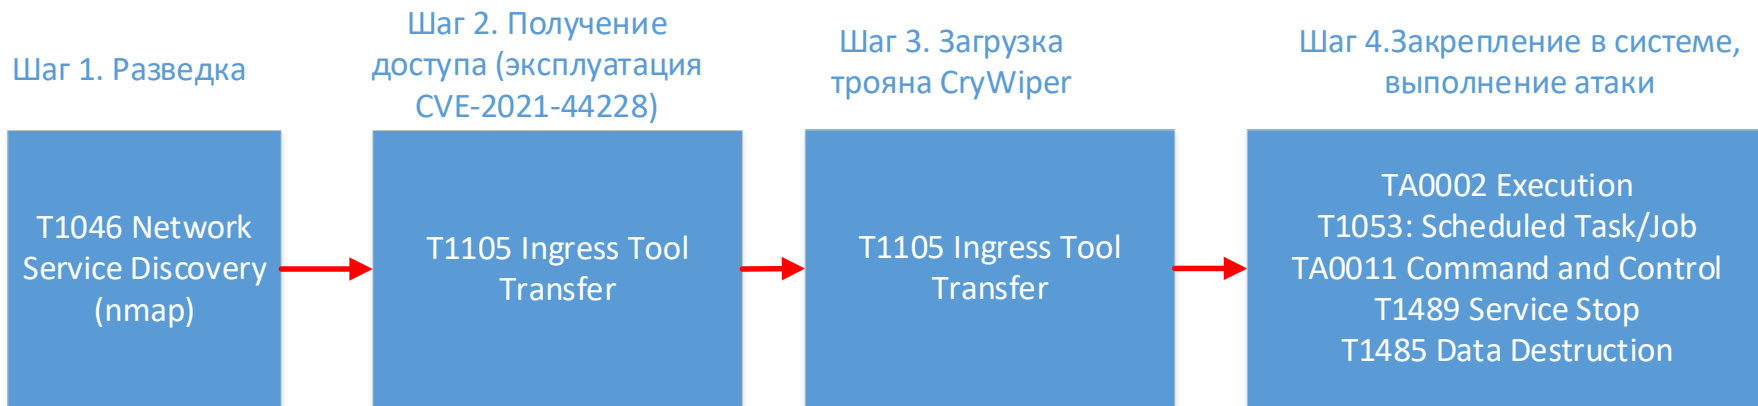 Шаг 1. Разведка
Шаг 2. Получение
доступа (эксплуатация
CVE-2021-44228)
Шаг 3. Загрузка
трояна CryWiper
Шаг 4.Закрепление в системе,
выполнение атаки
T1046 Network
Service Discovery
(nmap)
T1105 Ingress Tool
Transfer
T1105 Ingress Tool
Transfer
TA0002 Execution
T1053: Scheduled Task/Job
TA0011 Command and Control
T1489 Service Stop
T1485 Data Destruction